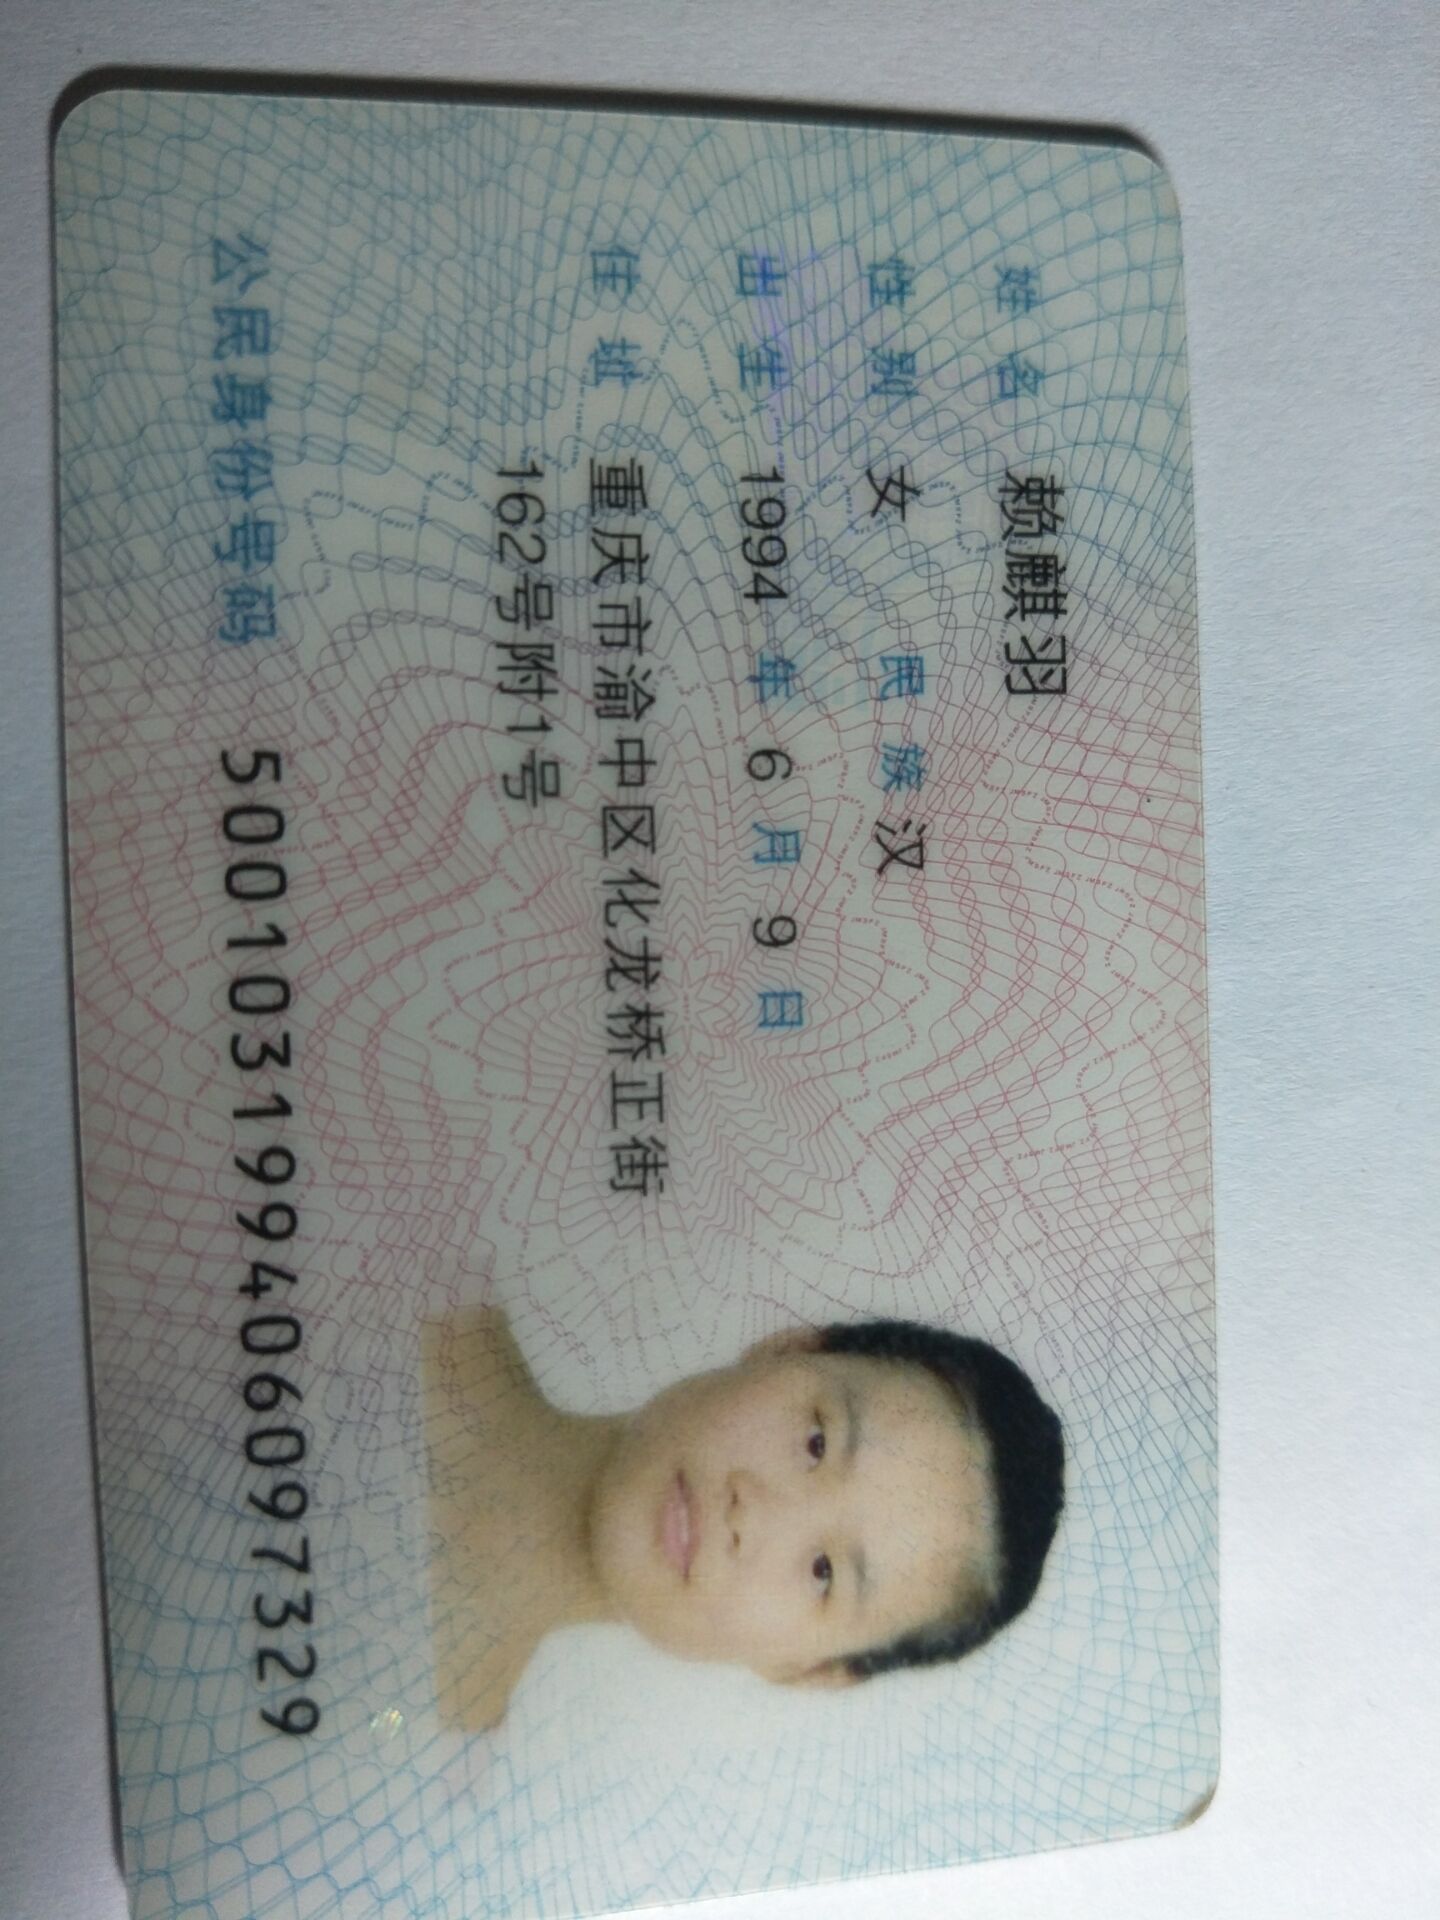 姓名 赖麒羽
性别 女 民族 汉
出生 1994 年 6 月 9 日
住址 重庆市渝中区化龙桥正街
162号附1号
公民身份号码 500103199406097329